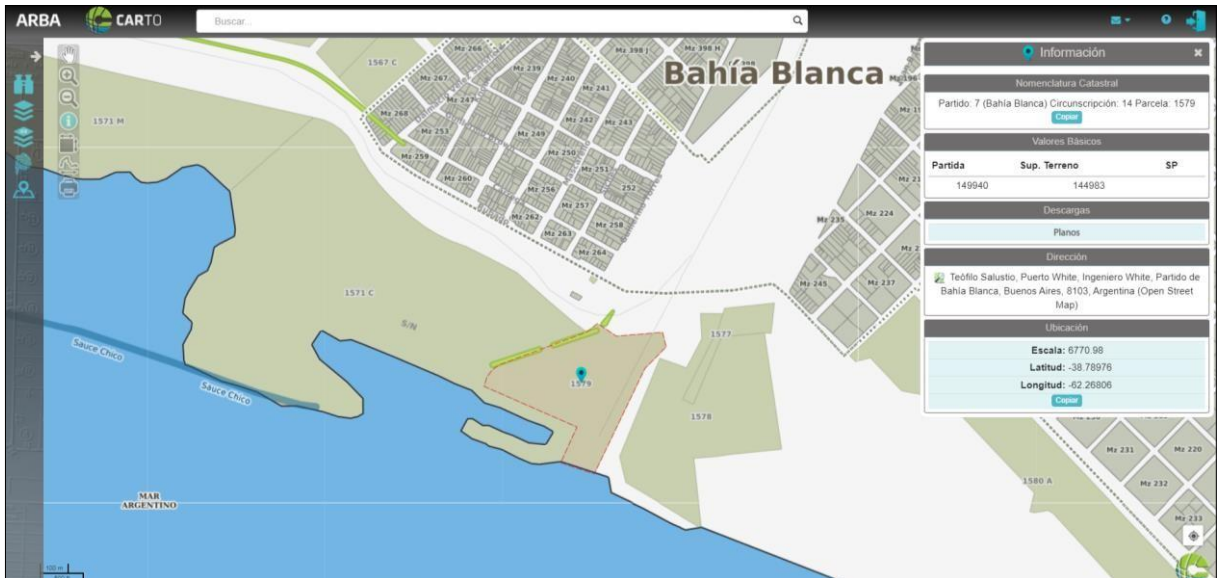 ARBA
CARTO
Buscar...
Bahía Blanca
1567 C
1571 M
Mz 266
Mz 398 J
Mz 398 H
Mz 267
Mz 239
Mz 240
Mz 241
Mz 247
Mz 268
Mz 242
Mz 243
Mz 253
Mz 249
Mz 259
Mz 250
Mz 251
Mz 260
Mz 256
252
Mz 257
Mz 262
Mz 258
Mz 263
Mz 264
Mz 235
Mz 224
Mz 245
Mz 237
1571 C
S/N
1577
1579
1578
Sauce Chico
Sauce Chico
MAR
ARGENTINO
1580 A
Mz 231
Mz 220
Mz 232
Mz 233
100 m
Información
Nomenclatura Catastral
Partido: 7 (Bahía Blanca) Circunscripción: 14 Parcela: 1579
Copiar
Valores Básicos
Partida Sup. Terreno SP
149940 144983
Descargas
Planos
Dirección
Teófilo Salustio, Puerto White, Ingeniero White, Partido de
Bahía Blanca, Buenos Aires, 8103, Argentina (Open Street
Map)
Ubicación
Escala: 6770.98
Latitud: -38.78976
Longitud: -62.26806
Copiar